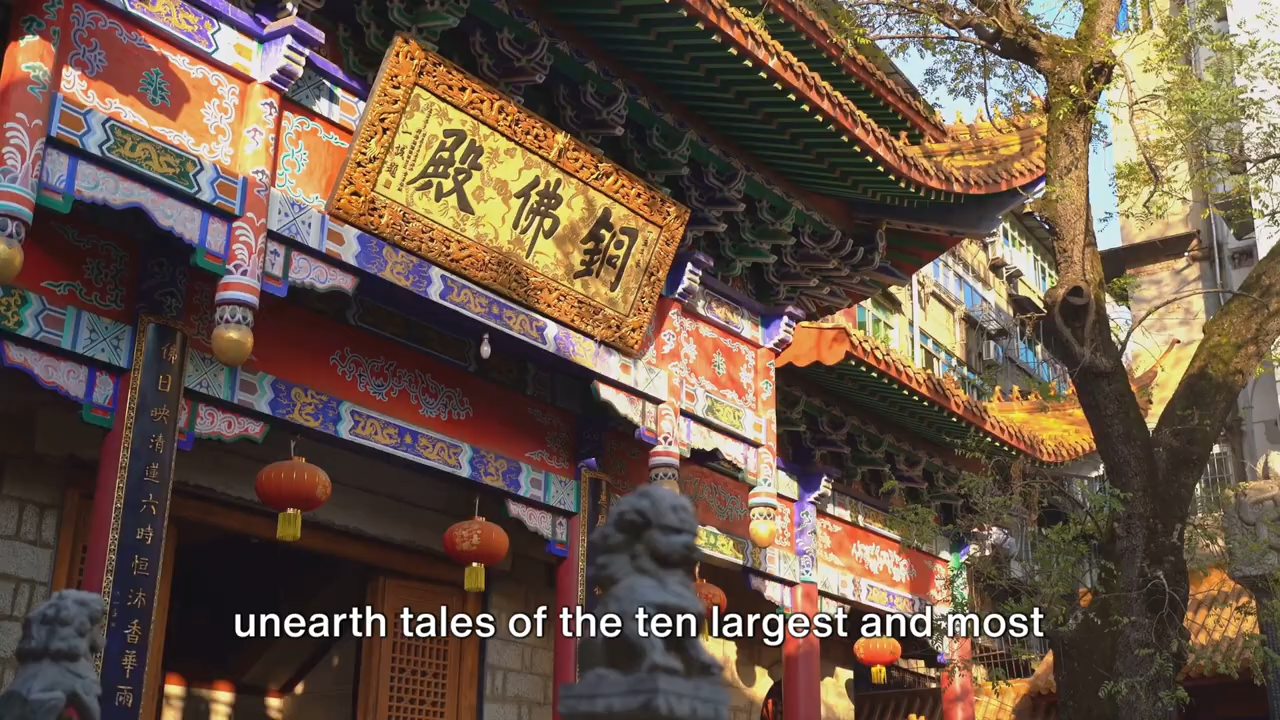 銅佛殿
佛日映清蓮六時恒沐香華雨
unearth tales of the ten largest and most